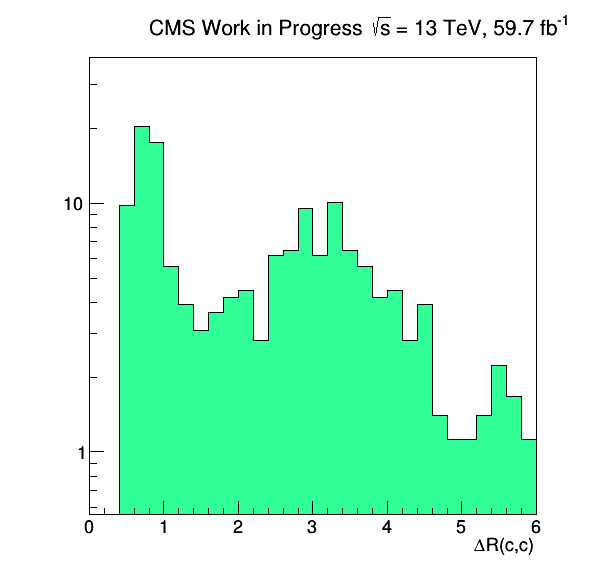 CMS Work in Progress √s = 13 TeV, 59.7 fb⁻¹
10
1
0 1 2 3 4 5 6
ΔR(c,c)